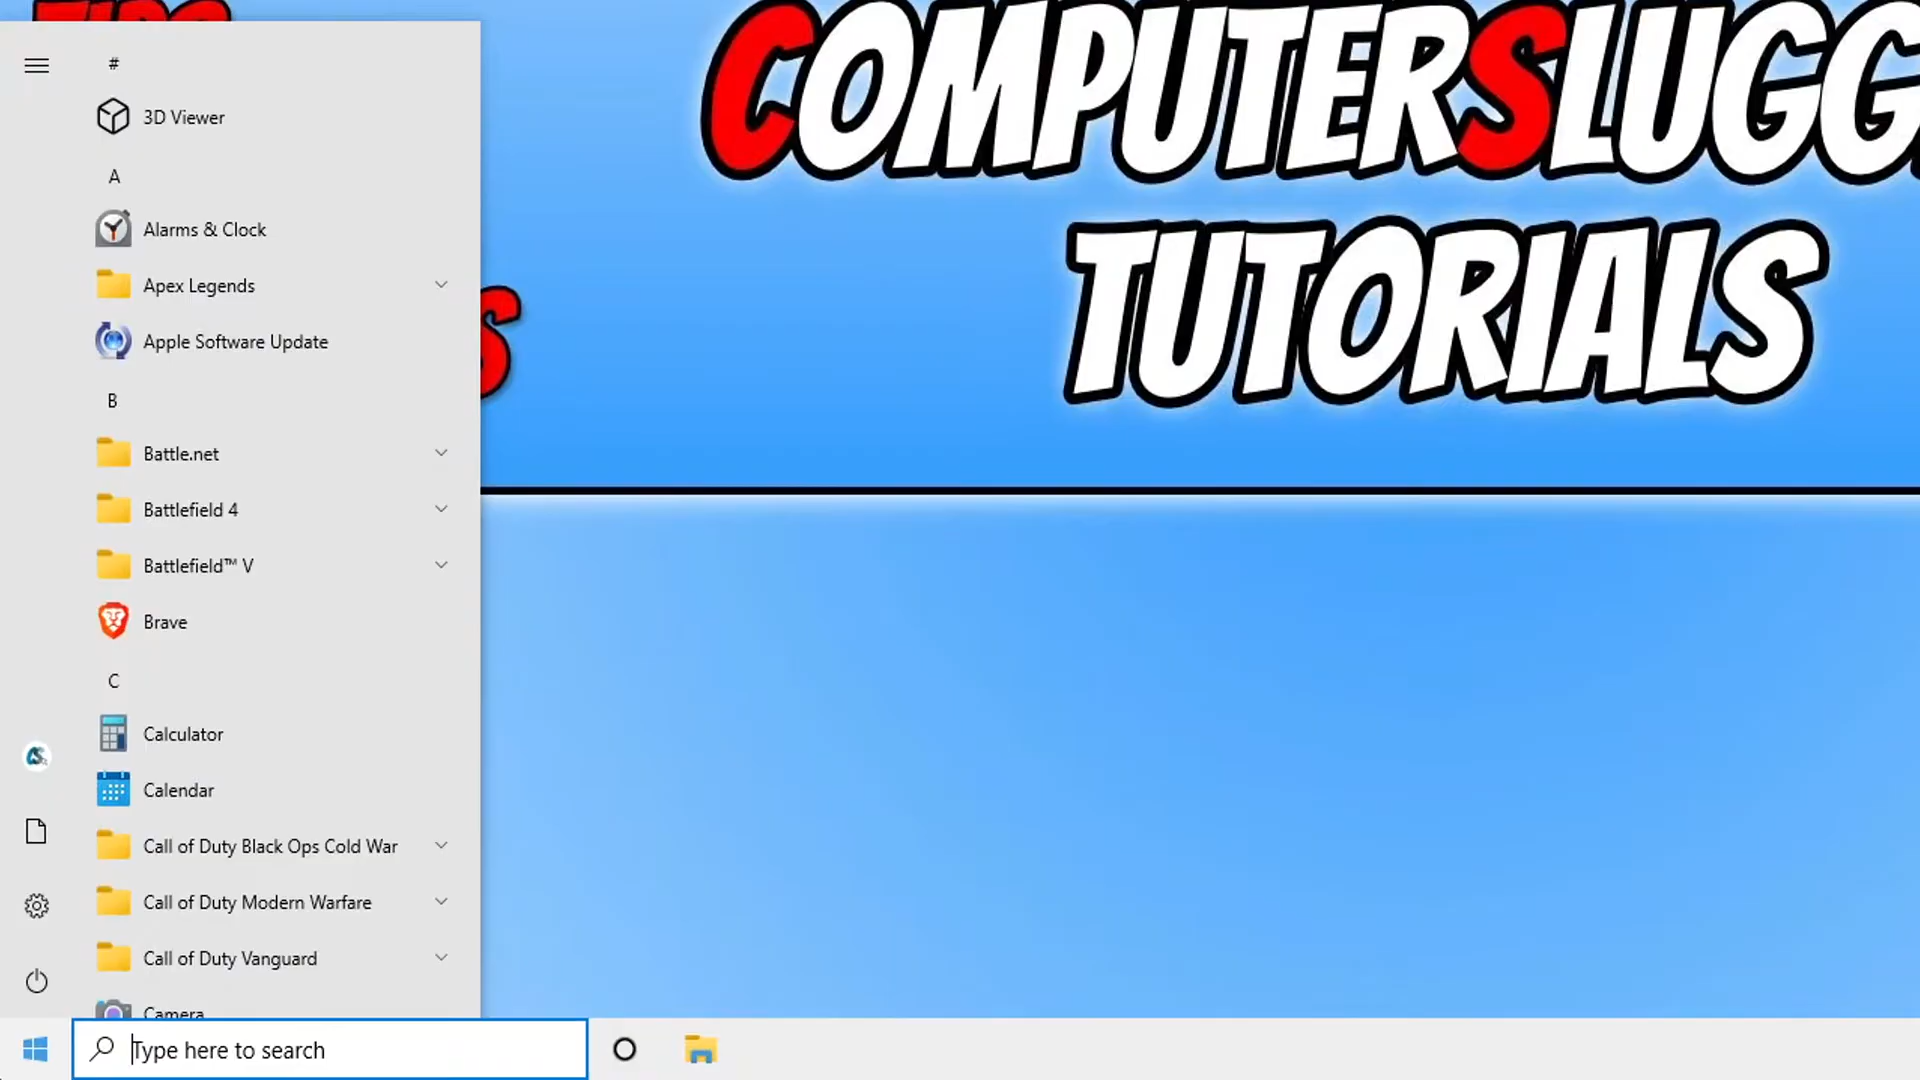 TIPS
COMPUTERSLUGG
TUTORIALS
S
#
3D Viewer
A
Alarms & Clock
Apex Legends
Apple Software Update
B
Battle.net
Battlefield 4
Battlefield™ V
Brave
C
Calculator
Calendar
Call of Duty Black Ops Cold War
Call of Duty Modern Warfare
Call of Duty Vanguard
Camera
Type here to search